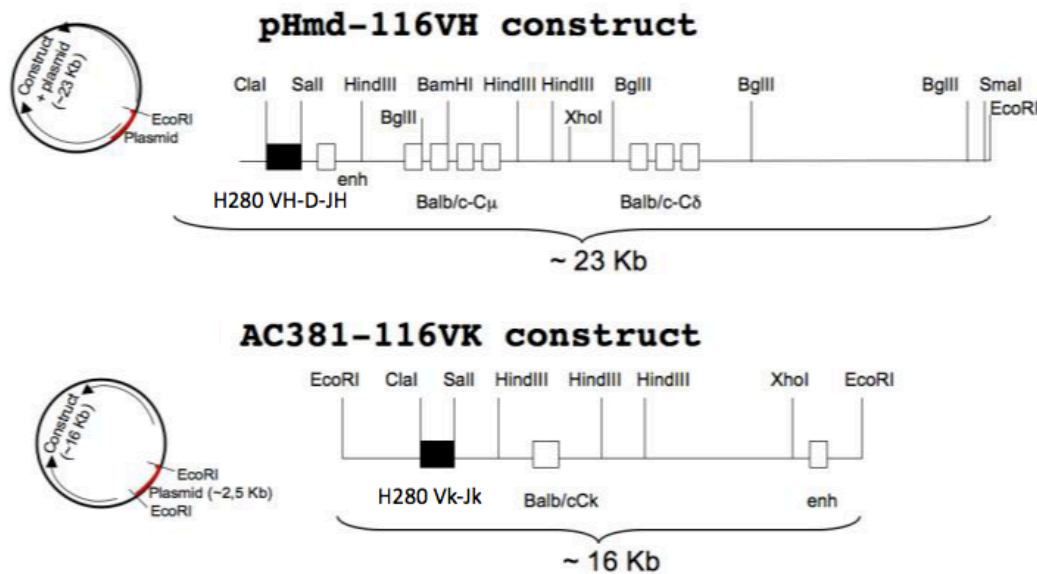 pHmd-116VH construct
Construct
+ plasmid
(~23 Kb)
EcoRI
Plasmid
ClaI SalI HindIII BamHI HindIII HindIII BglII BglII BglII SmaI
EcoRI
BglII XhoI
enh
H280 VH-D-JH Balb/c-Cμ Balb/c-Cδ
~ 23 Kb
AC381-116VK construct
EcoRI ClaI SalI HindIII HindIII HindIII XhoI EcoRI
Construct
(~16 Kb)
EcoRI
Plasmid (~2,5 Kb)
EcoRI
H280 Vk-Jk Balb/cCk enh
~ 16 Kb